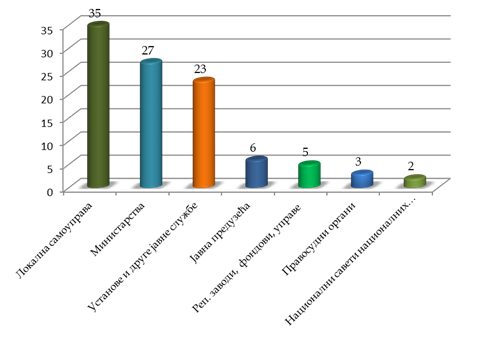 35
30
25
20
15
10
5
0
35
27
23
6
5
3
2
Локална самоуправа
Министарства
Установе и друге јавне службе
Јавна предузећа
Реп. заводи, фондови, управе
Правосудни органи
Национални савети националних...